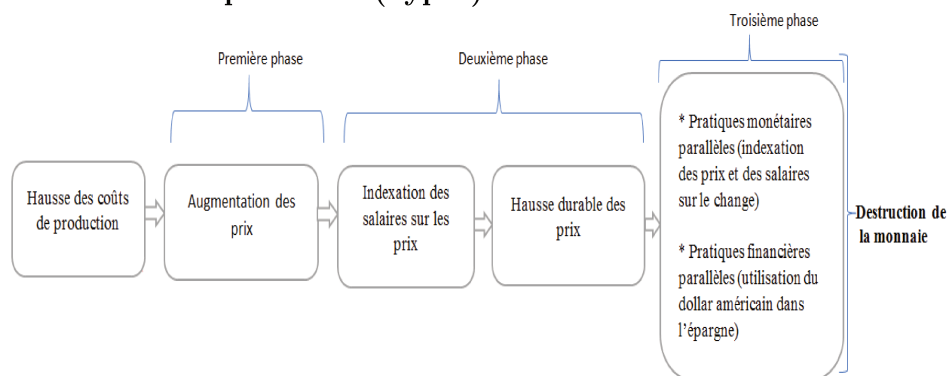 Troisième phase
Première phase
Deuxième phase
Hausse des coûts
de production
Augmentation des
prix
Indexation des
salaires sur les
prix
Hausse durable des
prix
* Pratiques monétaires
parallèles (indexation
des prix et des salaires
sur le change)
* Pratiques financières
parallèles (utilisation du
dollar américain dans
l’épargne)
Destruction de
la monnaie